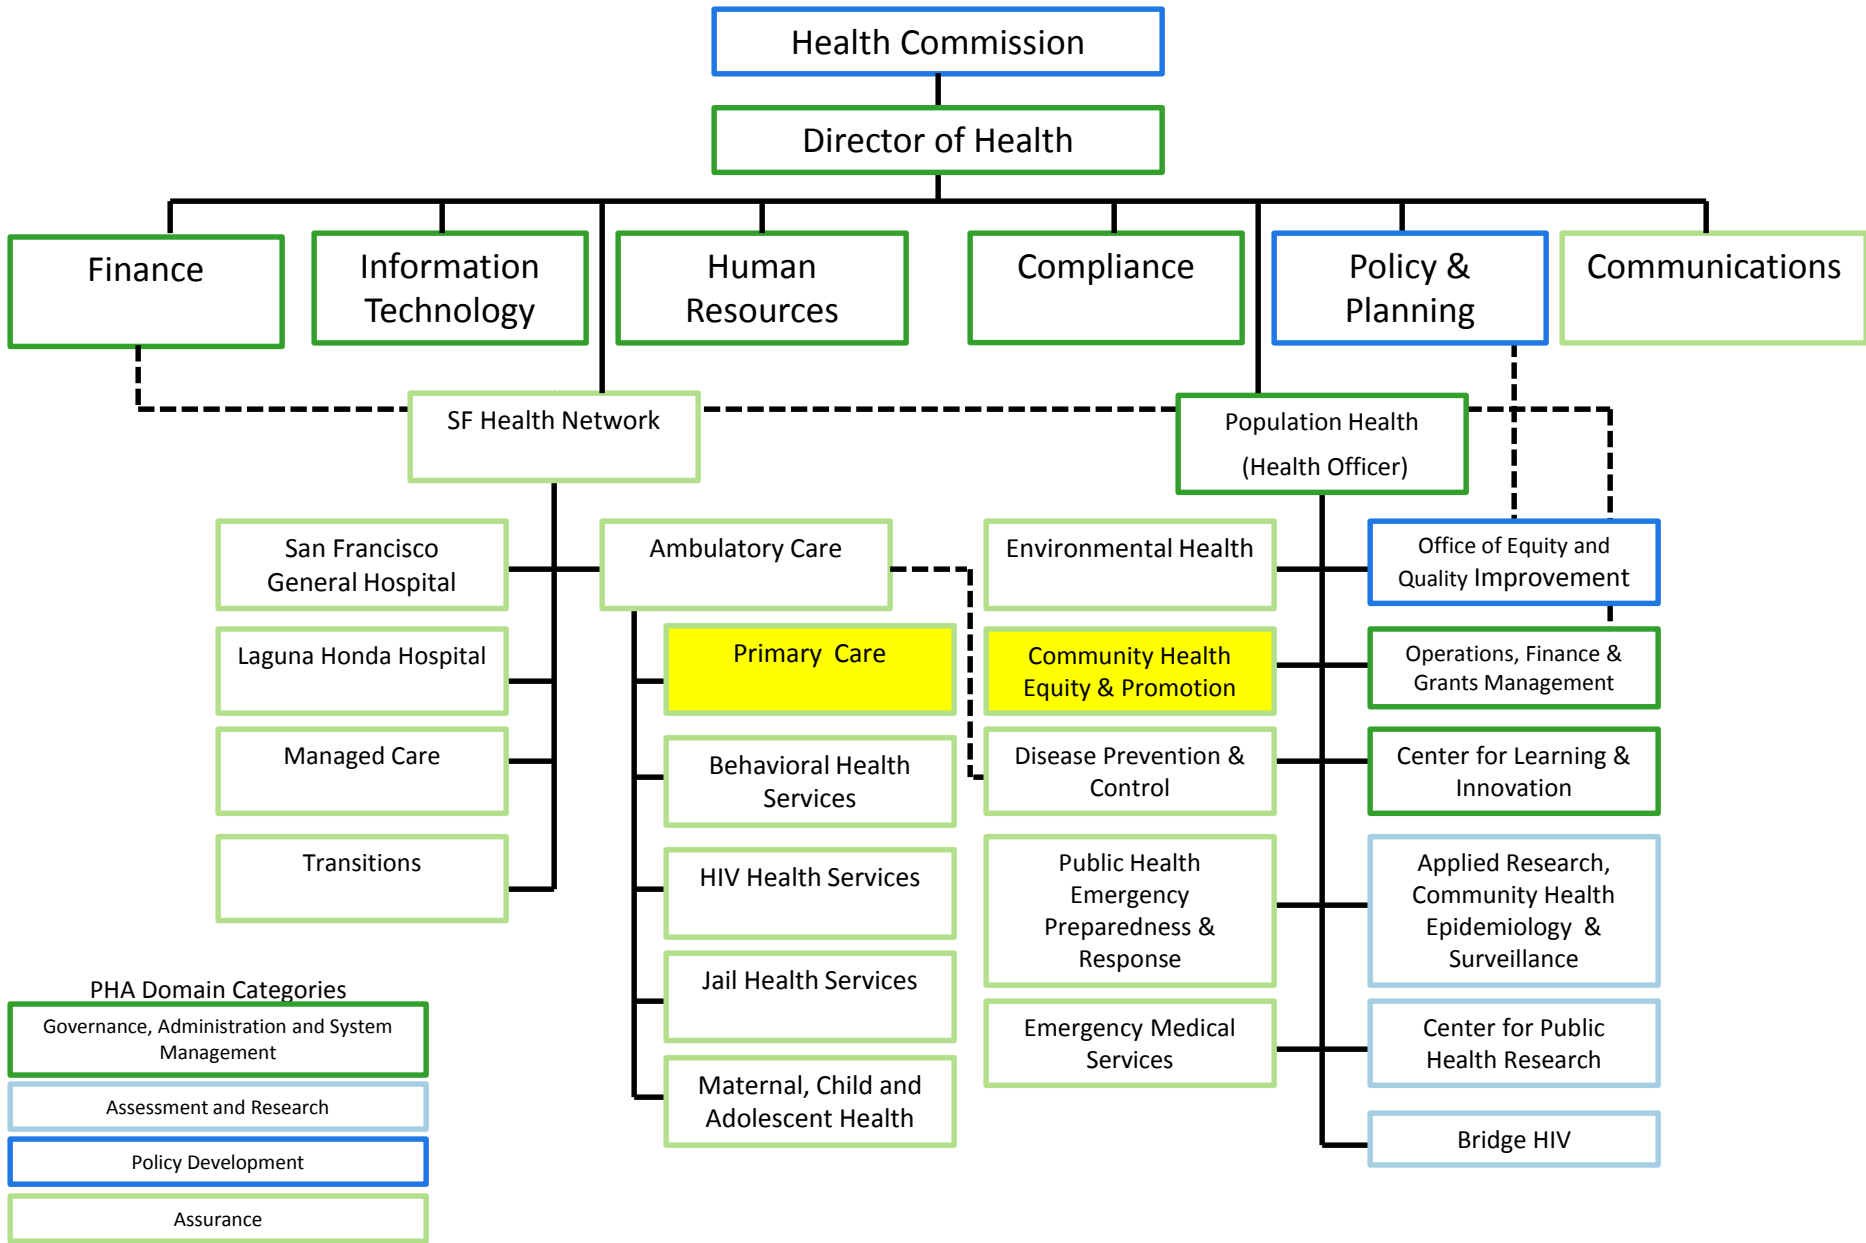 Health Commission
Director of Health
Finance
Information
Technology
Human
Resources
Compliance
Policy &
Planning
Communications
SF Health Network
Population Health
(Health Officer)
San Francisco
General Hospital
Laguna Honda Hospital
Managed Care
Transitions
Ambulatory Care
Primary Care
Behavioral Health
Services
HIV Health Services
Jail Health Services
Maternal, Child and
Adolescent Health
Environmental Health
Community Health
Equity & Promotion
Disease Prevention &
Control
Public Health
Emergency
Preparedness &
Response
Emergency Medical
Services
Office of Equity and
Quality Improvement
Operations, Finance &
Grants Management
Center for Learning &
Innovation
Applied Research,
Community Health
Epidemiology &
Surveillance
Center for Public
Health Research
Bridge HIV
PHA Domain Categories
Governance, Administration and System
Management
Assessment and Research
Policy Development
Assurance